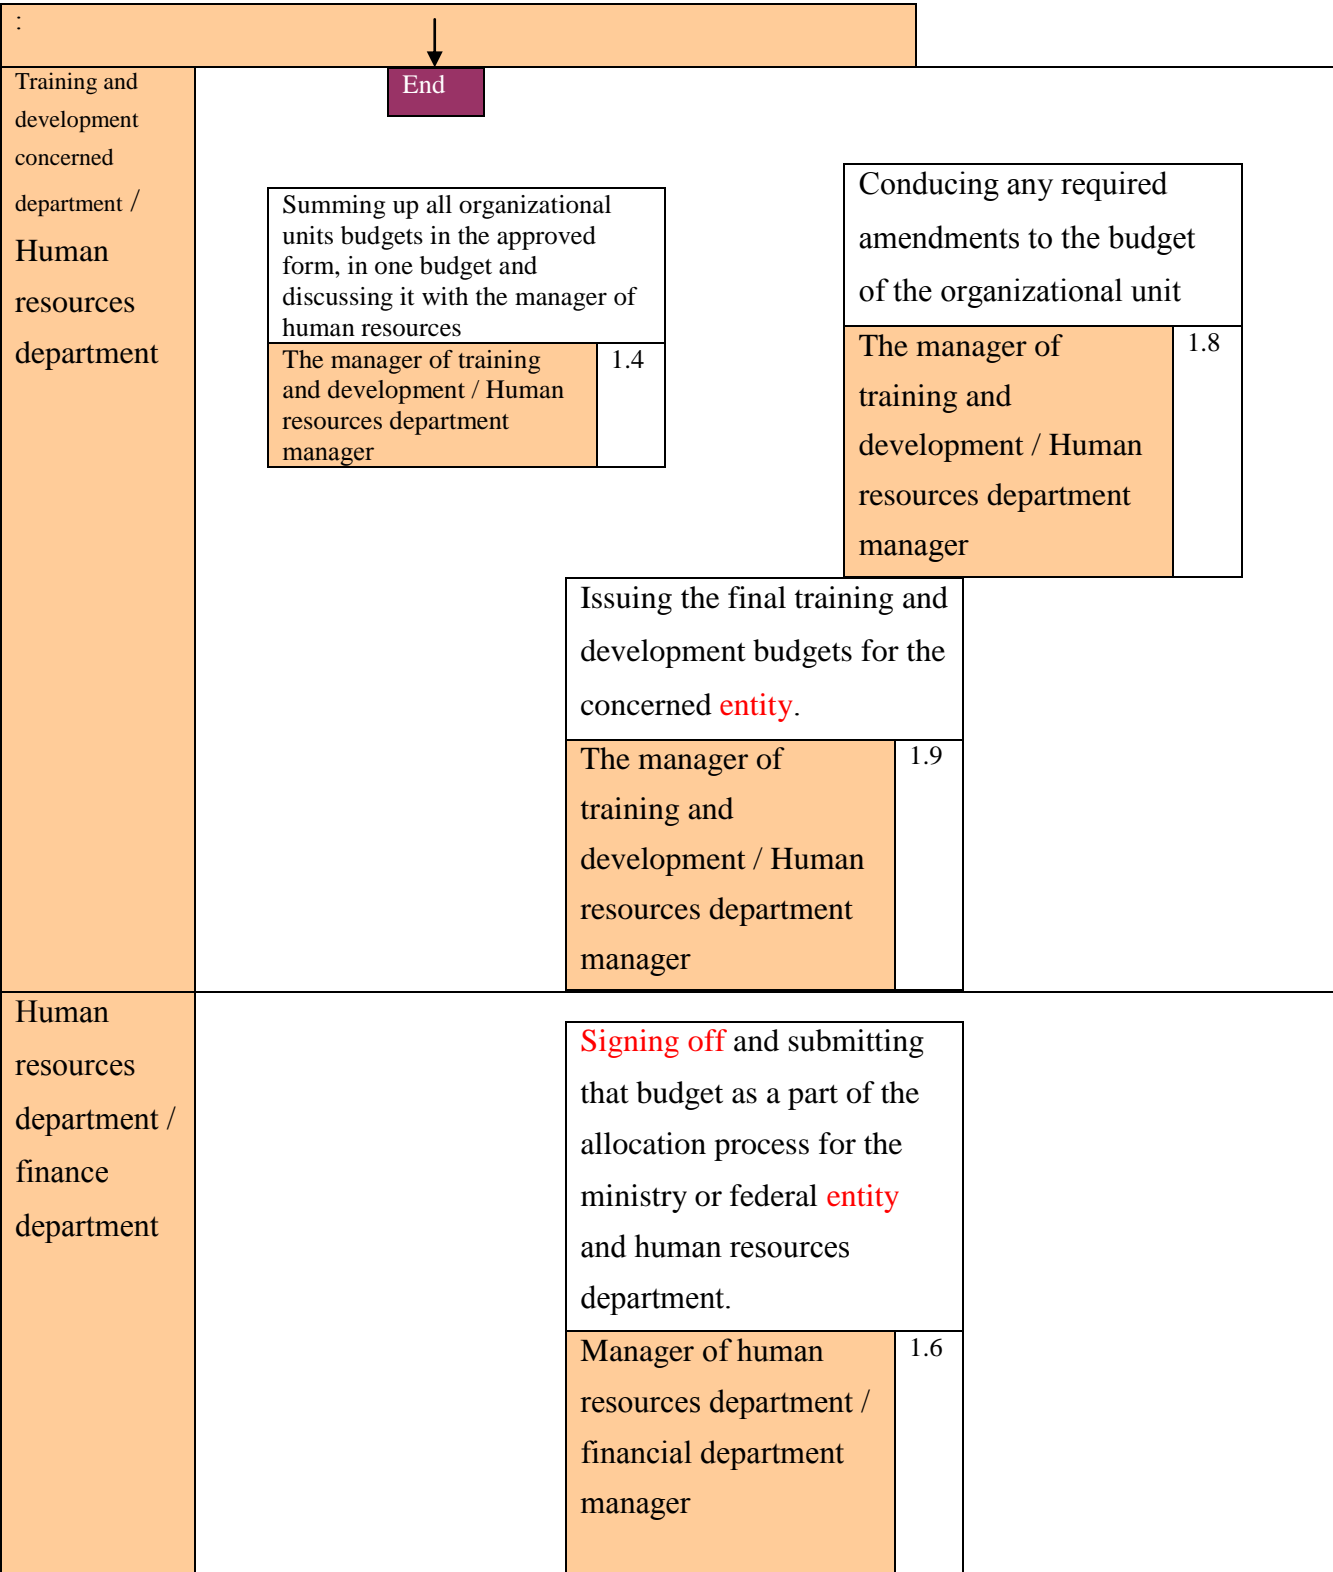 :
End
Training and
development
concerned
department /
Human
resources
department
Summing up all organizational
units budgets in the approved
form, in one budget and
discussing it with the manager of
human resources
The manager of training
and development / Human
resources department
manager
1.4
Conducing any required
amendments to the budget
of the organizational unit
The manager of
training and
development / Human
resources department
manager
1.8
Issuing the final training and
development budgets for the
concerned entity.
The manager of
training and
development / Human
resources department
manager
1.9
Human
resources
department /
finance
department
Signing off and submitting
that budget as a part of the
allocation process for the
ministry or federal entity
and human resources
department.
Manager of human
resources department /
financial department
manager
1.6